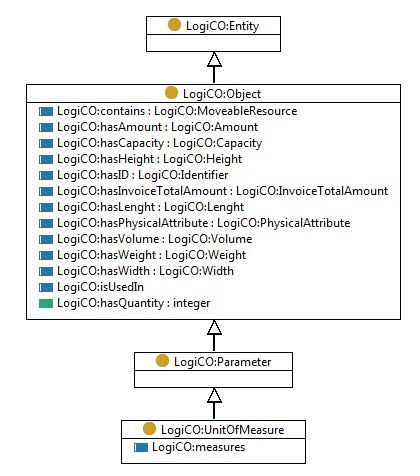 LogiCO:Entity
LogiCO:Object
LogiCO:contains : LogiCO:MoveableResource
LogiCO:hasAmount : LogiCO:Amount
LogiCO:hasCapacity : LogiCO:Capacity
LogiCO:hasHeight : LogiCO:Height
LogiCO:hasID : LogiCO:Identifier
LogiCO:hasInvoiceTotalAmount : LogiCO:InvoiceTotalAmount
LogiCO:hasLenght : LogiCO:Lenght
LogiCO:hasPhysicalAttribute : LogiCO:PhysicalAttribute
LogiCO:hasVolume : LogiCO:Volume
LogiCO:hasWeight : LogiCO:Weight
LogiCO:hasWidth : LogiCO:Width
LogiCO:isUsedIn
LogiCO:hasQuantity : integer
LogiCO:Parameter
LogiCO:UnitOfMeasure
LogiCO:measures